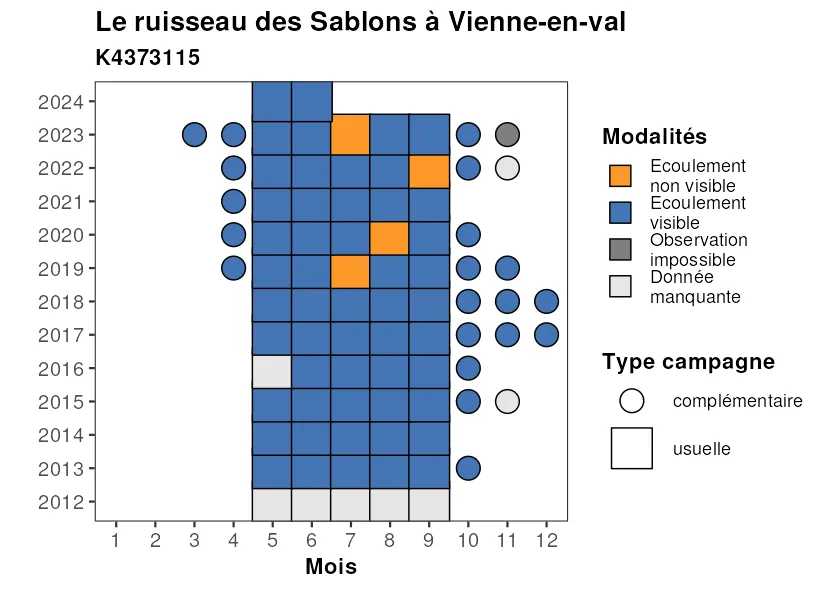 Le ruisseau des Sablons à Vienne-en-val
K4373115
2024
2023
2022
2021
2020
2019
2018
2017
2016
2015
2014
2013
2012
1 2 3 4 5 6 7 8 9 10 11 12
Mois
Modalités
Ecoulement
non visible
Ecoulement
visible
Observation
impossible
Donnée
manquante
Type campagne
complémentaire
usuelle